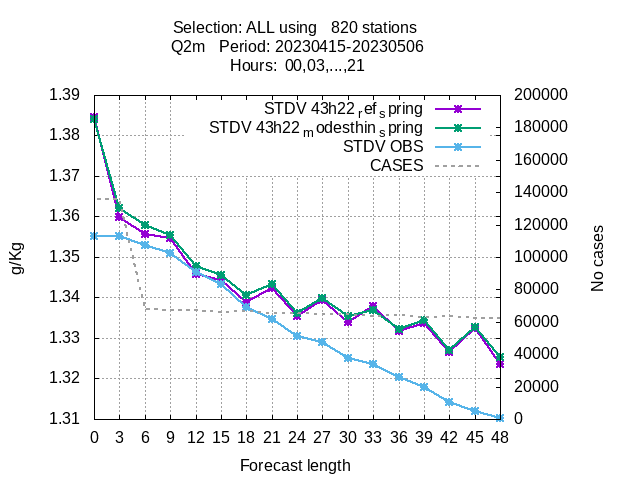 Selection: ALL using   820 stations
Q2m   Period: 20230415-20230506
Hours:  00,03,...,21
STDV 43h22ref_spring
STDV 43h22modesthin_spring
STDV OBS
CASES
1.39
1.38
1.37
1.36
1.35
1.34
1.33
1.32
1.31
200000
180000
160000
140000
120000
100000
80000
60000
40000
20000
0
g/Kg
No cases
0 3 6 9 12 15 18 21 24 27 30 33 36 39 42 45 48
Forecast length